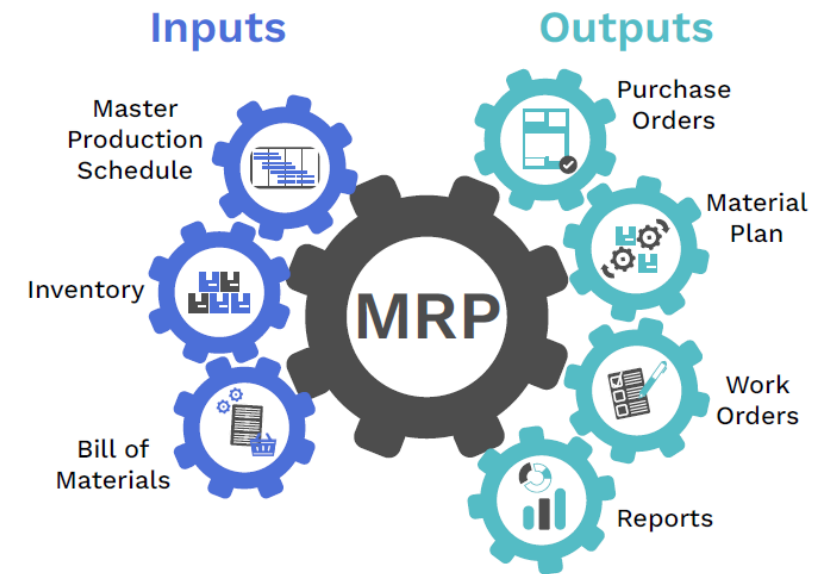 Inputs
Outputs
Master
Production
Schedule
Inventory
Bill of
Materials
MRP
Purchase
Orders
Material
Plan
Work
Orders
Reports